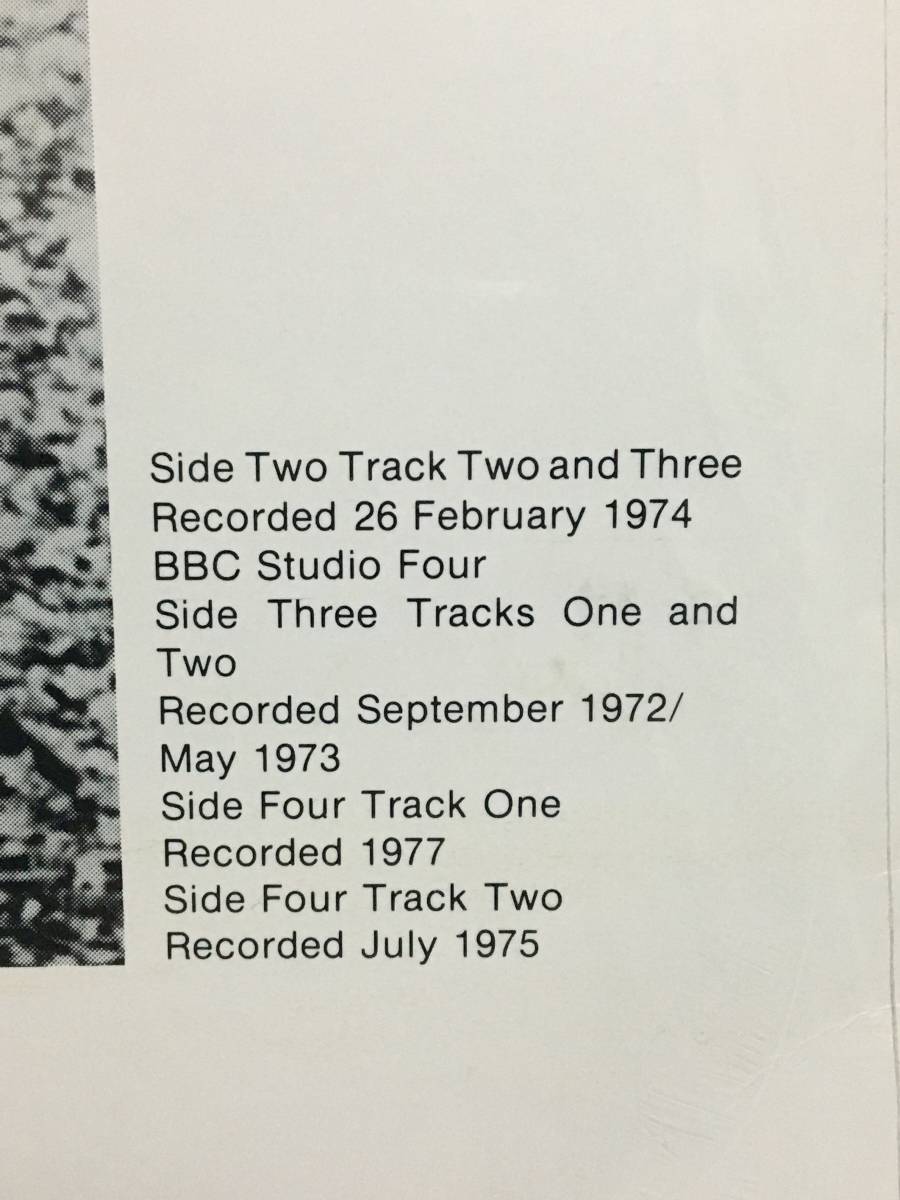 Side Two Track Two and Three
Recorded 26 February 1974
BBC Studio Four
Side Three Tracks One and
Two
Recorded September 1972/
May 1973
Side Four Track One
Recorded 1977
Side Four Track Two
Recorded July 1975